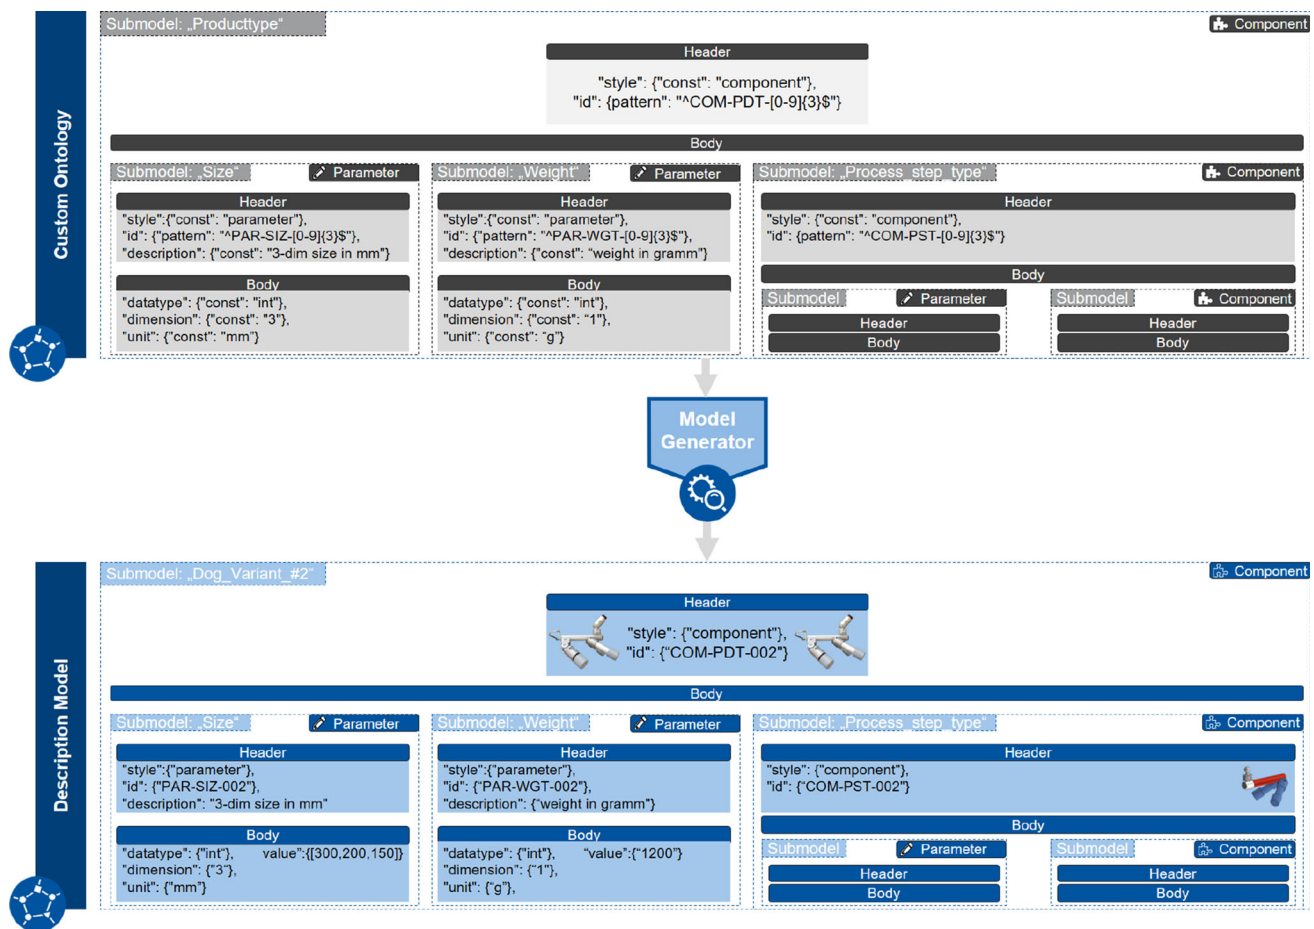 Custom Ontology
Submodel: „Producttype“
Component
Header
"style": {"const": "component"},
"id": {pattern": "^COM-PDT-[0-9]{3}$"}
Body
Submodel: „Size“
Parameter
Header
"style":{"const": "parameter"},
"id": {"pattern": "^PAR-SIZ-[0-9]{3}$"},
"description": {"const": "3-dim size in mm"}
Body
"datatype": {"const": "int"},
"dimension": {"const": "3"},
"unit": {"const": "mm"}
Submodel: „Weight“
Parameter
Header
"style":{"const": "parameter"},
"id": {"pattern": "^PAR-WGT-[0-9]{3}$"},
"description": {"const": “weight in gramm"}
Body
"datatype": {"const": "int"},
"dimension": {"const": “1"},
"unit": {"const": “g"}
Submodel: „Process_step_type“
Component
Header
"style": {"const": "component"},
"id": {pattern": "^COM-PST-[0-9]{3}$"}
Body
Submodel
Parameter
Header
Body
Submodel
Component
Header
Body
Model
Generator
Description Model
Submodel: „Dog_Variant_#2“
Component
Header
"style": {"component"},
"id": {“COM-PDT-002"}
Body
Submodel: „Size“
Parameter
Header
"style":{"parameter"},
"id": {"PAR-SIZ-002"},
"description": "3-dim size in mm"
Body
"datatype": {"int"}, value":{[300,200,150]}
"dimension": {"3"},
"unit": {"mm"}
Submodel: „Weight“
Parameter
Header
"style":{"parameter"},
"id": {“PAR-WGT-002"},
"description": {“weight in gramm"}
Body
"datatype": {"int"}, “value":{“1200”}
"dimension": {“1"},
"unit": {“g"},
Submodel: „Process_step_type“
Component
Header
"style": {"component"},
"id": {“COM-PST-002"}
Body
Submodel
Parameter
Header
Body
Submodel
Component
Header
Body